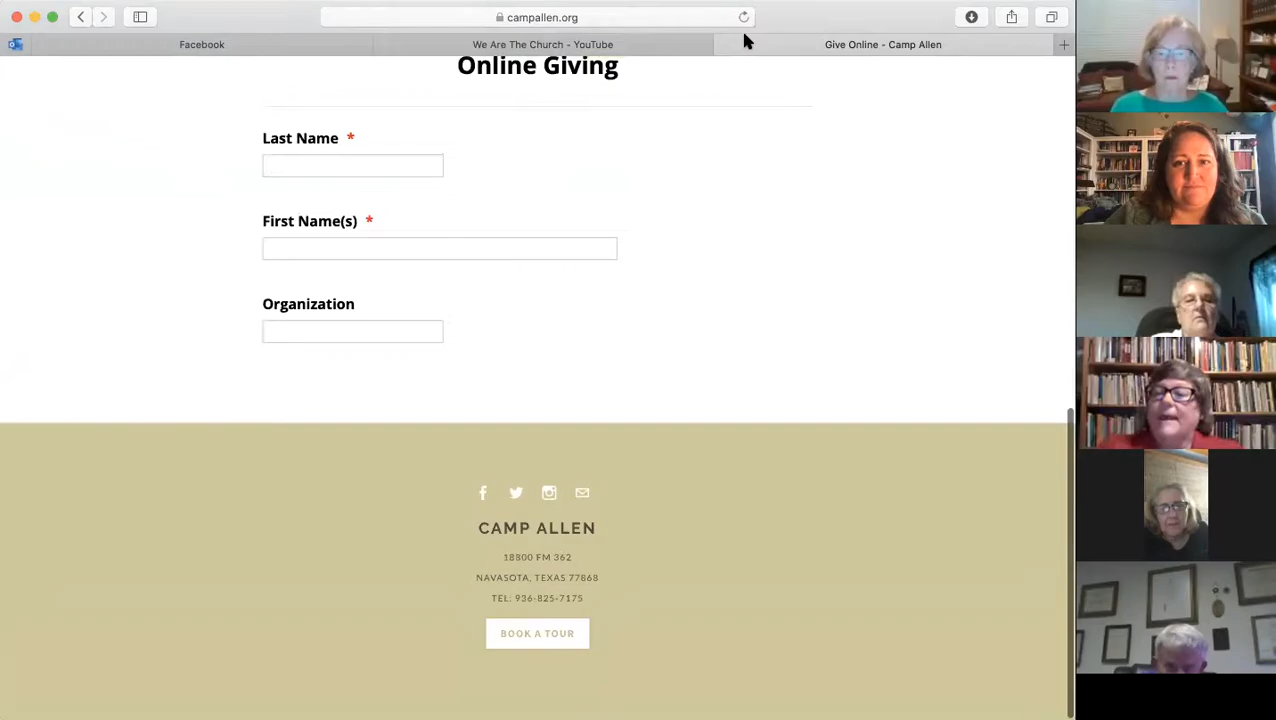 campallen.org
Facebook
We Are The Church - YouTube
Give Online - Camp Allen
Online Giving
Last Name *
First Name(s) *
Organization
CAMP ALLEN
18800 FM 362
NAVASOTA, TEXAS 77868
TEL: 936-825-7175
BOOK A TOUR